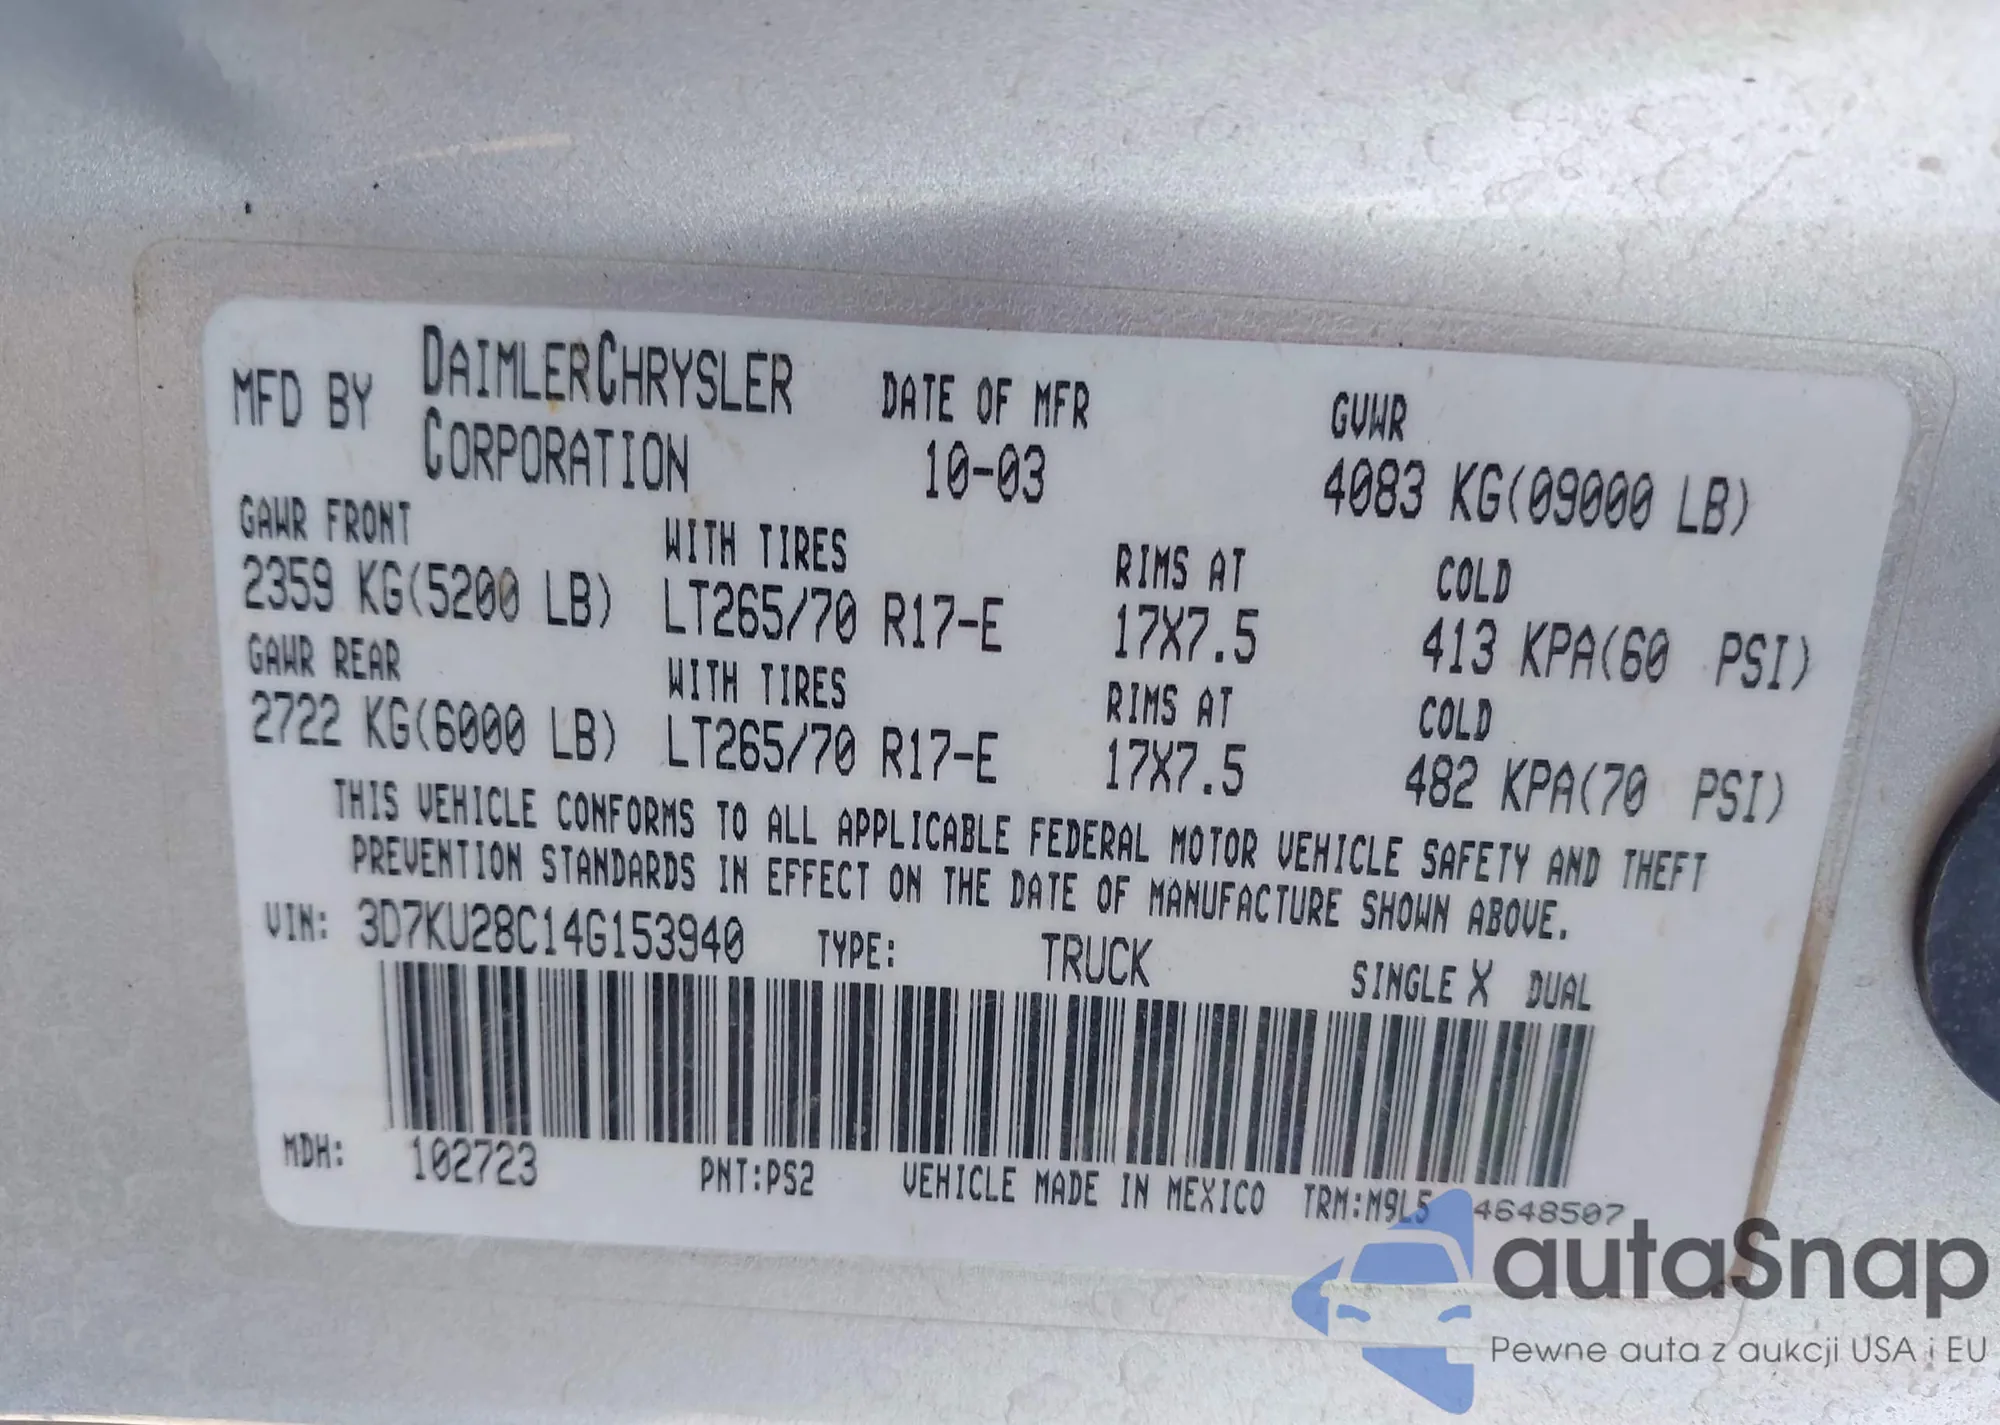 MFD BY DAIMLERCHRYSLER CORPORATION DATE OF MFR 10-03 GVWR 4083 KG(09000 LB)
GAWR FRONT WITH TIRES RIMS AT COLD
2359 KG(5200 LB) LT265/70 R17-E 17X7.5 413 KPA(60 PSI)
GAWR REAR WITH TIRES RIMS AT COLD
2722 KG(6000 LB) LT265/70 R17-E 17X7.5 482 KPA(70 PSI)
THIS VEHICLE CONFORMS TO ALL APPLICABLE FEDERAL MOTOR VEHICLE SAFETY AND THEFT
PREVENTION STANDARDS IN EFFECT ON THE DATE OF MANUFACTURE SHOWN ABOVE.
VIN: 3D7KU28C14G153940 TYPE: TRUCK SINGLE X DUAL
MDH: 102723 PNT:PS2 VEHICLE MADE IN MEXICO TRM:M9L5 4648507
autaSnap
Pewne auta z aukcji USA i EU